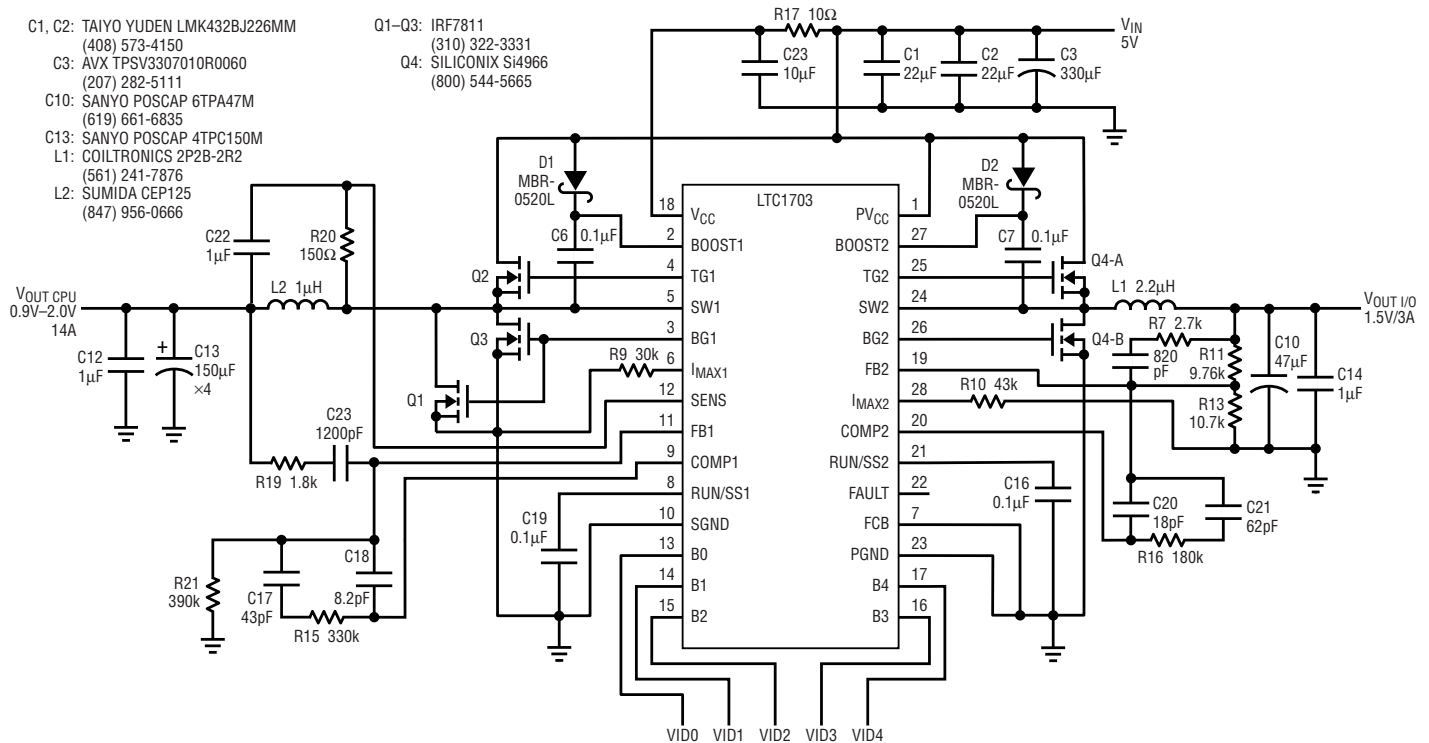 C1, C2: TAIYO YUDEN LMK432BJ226MM
(408) 573-4150
C3: AVX TPSV3307010R0060
(207) 282-5111
C10: SANYO POSCAP 6TPA47M
(619) 661-6835
C13: SANYO POSCAP 4TPC150M
L1: COILTRONICS 2P2B-2R2
(561) 241-7876
L2: SUMIDA CEP125
(847) 956-0666
Q1–Q3: IRF7811
(310) 322-3331
Q4: SILICONIX Si4966
(800) 544-5665
R17 10Ω
VIN
5V
C23
10µF
C1
22µF
C2
22µF
C3
330µF
D1
MBR-
0520L
D2
MBR-
0520L
LTC1703
C6 0.1µF
C7 0.1µF
18
VCC
2
BOOST1
4
TG1
5
SW1
3
BG1
6
IMAX1
12
SENS
11
FB1
9
COMP1
8
RUN/SS1
10
SGND
13
B0
14
B1
15
B2
1
PVCC
27
BOOST2
25
TG2
24
SW2
26
BG2
19
FB2
28
IMAX2
20
COMP2
21
RUN/SS2
22
FAULT
7
FCB
23
PGND
17
B4
16
B3
C22
1µF
R20
150Ω
L2 1µH
VOUT CPU
0.9V–2.0V
14A
C12
1µF
+
C13
150µF
×4
Q2
Q3
Q1
R9 30k
C23
1200pF
R19 1.8k
C19
0.1µF
R21
390k
C17
43pF
C18
8.2pF
R15 330k
Q4-A
Q4-B
L1 2.2µH
VOUT I/O
1.5V/3A
R7 2.7k
820
pF
R11
9.76k
C10
47µF
C14
1µF
R10 43k
R13
10.7k
C16
0.1µF
C20
18pF
C21
62pF
R16 180k
VID0 VID1 VID2 VID3 VID4